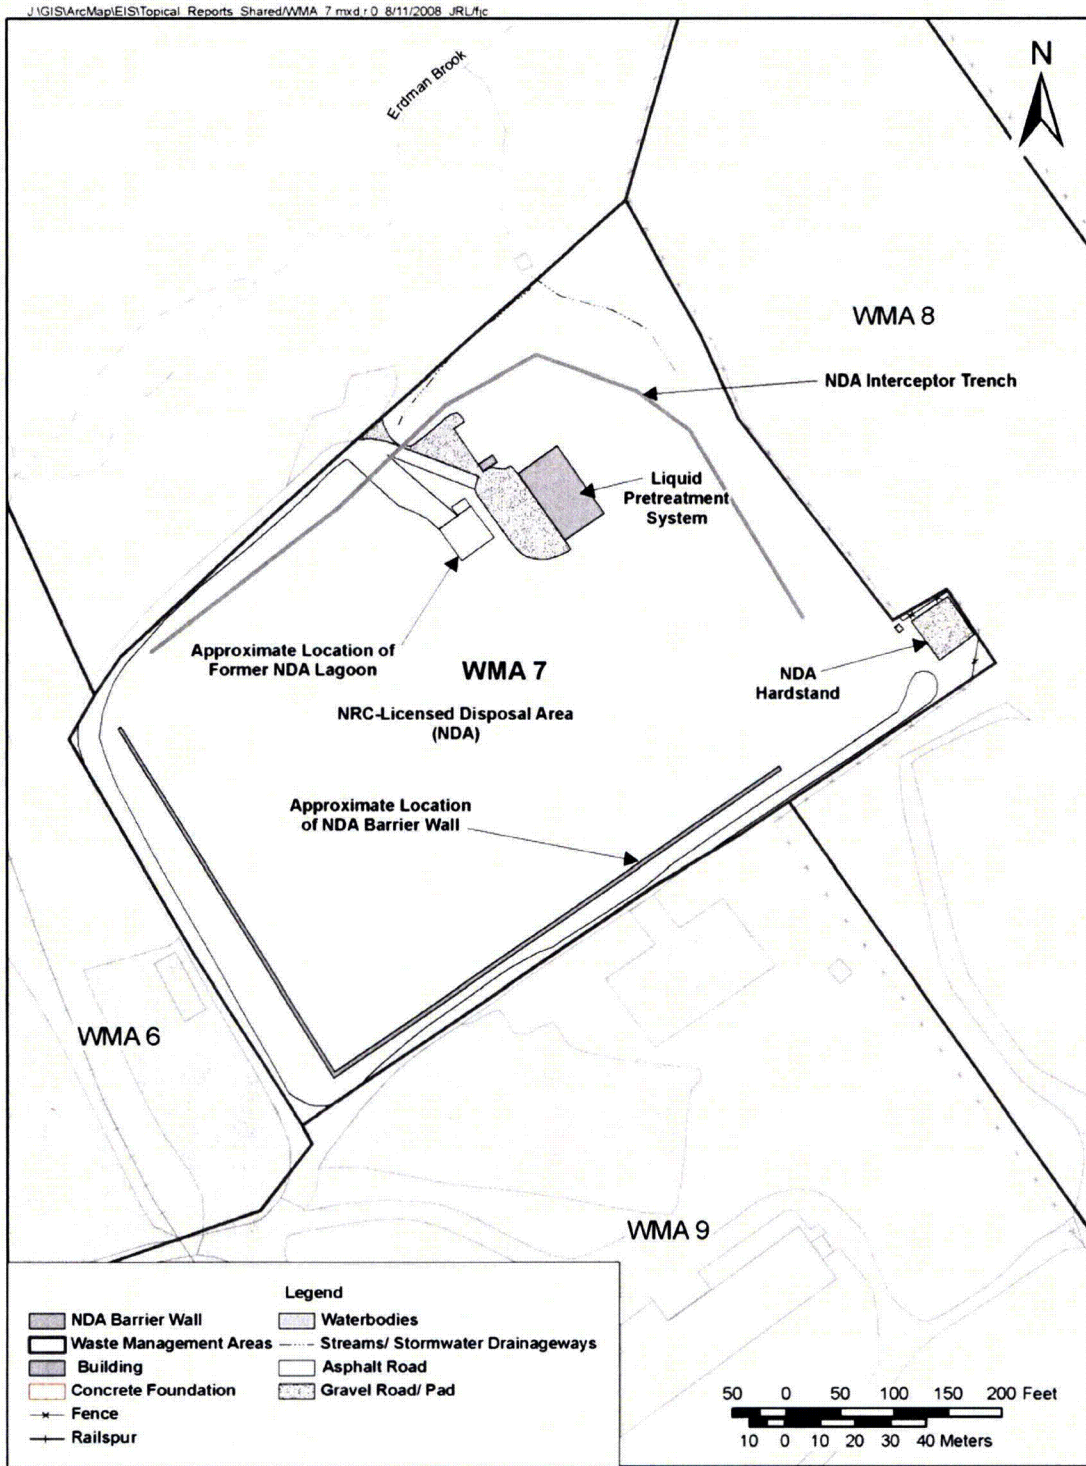 J:\GIS\ArcMap\EIS\Topical_Reports_Shared/WMA_7.mxd,r.0_8/11/2008_JRL/fjc
Erdman Brook
N
WMA 8
NDA Interceptor Trench
Liquid
Pretreatment
System
Approximate Location of
Former NDA Lagoon
WMA 7
NDA
Hardstand
NRC-Licensed Disposal Area
(NDA)
Approximate Location
of NDA Barrier Wall
WMA 6
WMA 9
Legend
NDA Barrier Wall
Waste Management Areas
Building
Concrete Foundation
Fence
Railspur
Waterbodies
Streams/ Stormwater Drainageways
Asphalt Road
Gravel Road/ Pad
50 0 50 100 150 200 Feet
10 0 10 20 30 40 Meters